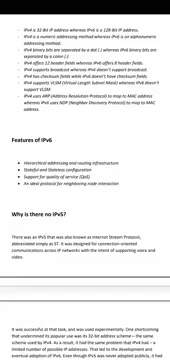 - IPv4 is 32-Bit IP address whereas IPv6 is a 128-Bit IP address.
- IPv4 is a numeric addressing method whereas IPv6 is an alphanumeric
addressing method.
- IPv4 binary bits are separated by a dot (.) whereas IPv6 binary bits are
separated by a colon (:).
- IPv4 offers 12 header fields whereas IPv6 offers 8 header fields.
- IPv4 supports broadcast whereas IPv6 doesn't support broadcast.
- IPv4 has checksum fields while IPv6 doesn't have checksum fields.
- IPv4 supports VLSM (Virtual Length Subnet Mask) whereas IPv6 doesn't
support VLSM.
- IPv4 uses ARP (Address Resolution Protocol) to map to MAC address
whereas IPv6 uses NDP (Neighbor Discovery Protocol) to map to MAC
address.
Features of IPv6
• Hierarchical addressing and routing infrastructure
• Stateful and Stateless configuration
• Support for quality of service (QoS)
• An ideal protocol for neighboring node interaction
Why is there no IPv5?
There was an IPv5 that was also known as Internet Stream Protocol,
abbreviated simply as ST. It was designed for connection-oriented
communications across IP networks with the intent of supporting voice and
video.
It was successful at that task, and was used experimentally. One shortcoming
that undermined its popular use was its 32-bit address scheme—the same
scheme used by IPv4. As a result, it had the same problem that IPv4 had – a
limited number of possible IP addresses. That led to the development and
eventual adoption of IPv6. Even though IPv5 was never adopted publicly, it had